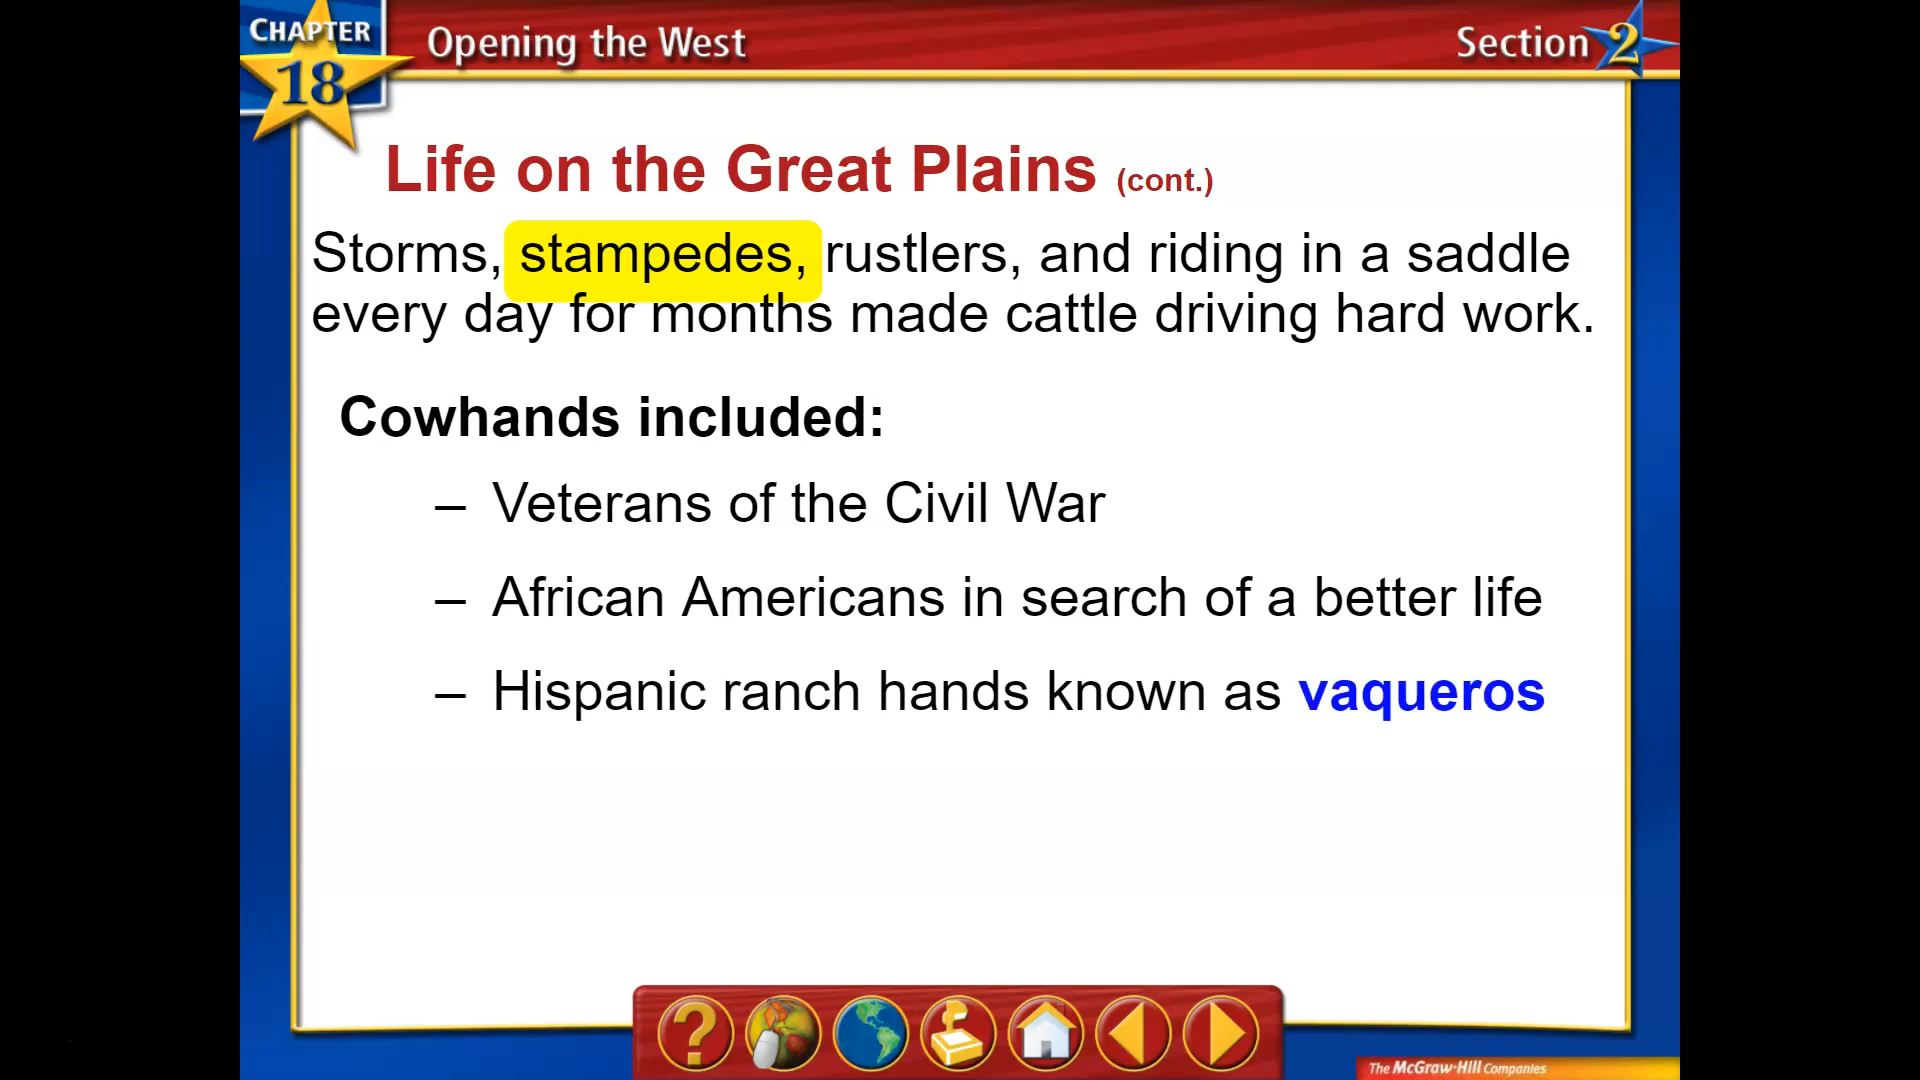 CHAPTER
18
Opening the West
Section 2
Life on the Great Plains (cont.)
Storms, stampedes, rustlers, and riding in a saddle
every day for months made cattle driving hard work.
Cowhands included:
– Veterans of the Civil War
– African Americans in search of a better life
– Hispanic ranch hands known as vaqueros
?
The McGraw-Hill Companies